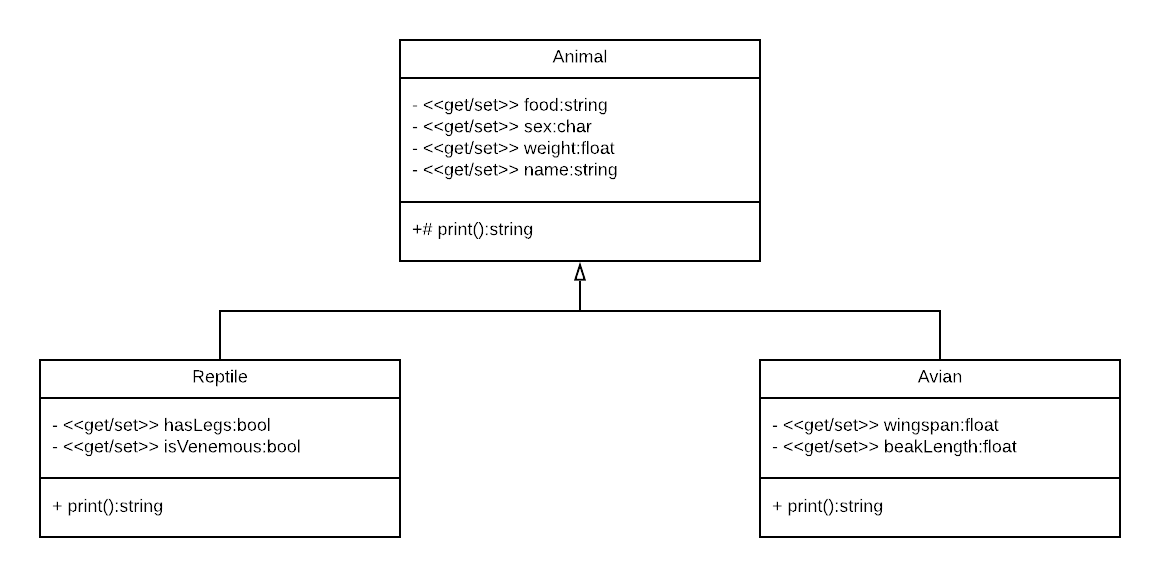 Animal
- <<get/set>> food:string
- <<get/set>> sex:char
- <<get/set>> weight:float
- <<get/set>> name:string
+# print():string
Reptile
- <<get/set>> hasLegs:bool
- <<get/set>> isVenemous:bool
+ print():string
Avian
- <<get/set>> wingspan:float
- <<get/set>> beakLength:float
+ print():string